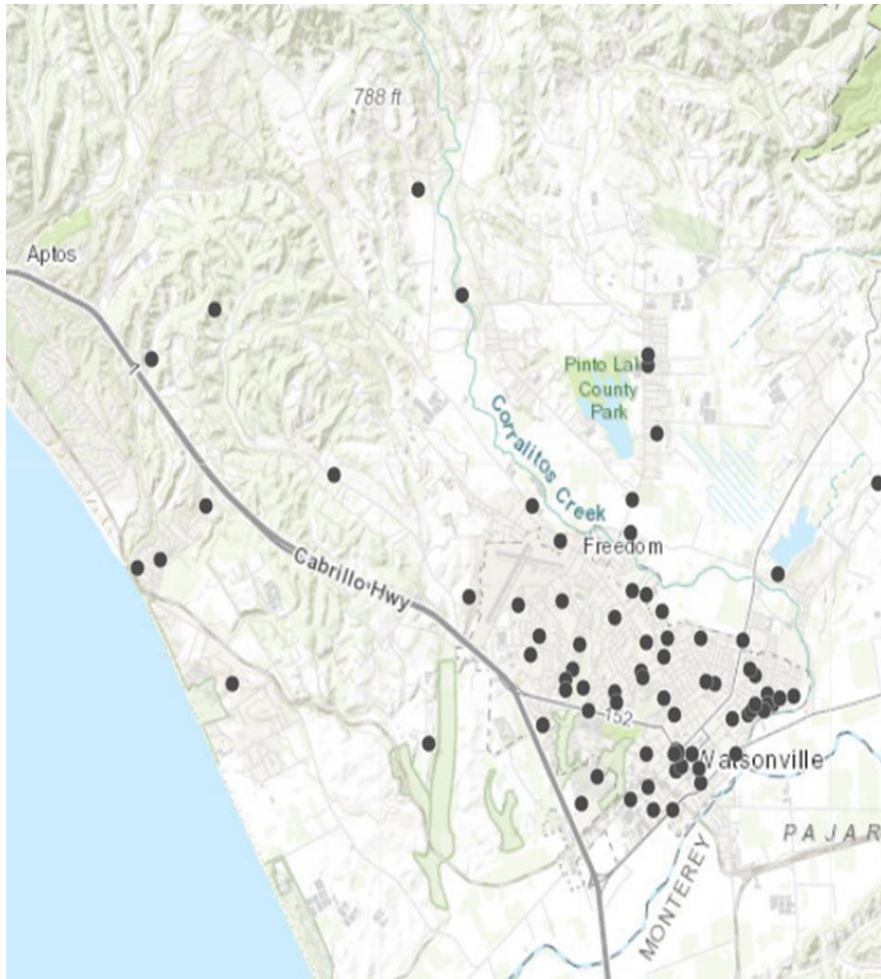 788 ft
Aptos
1
Pinto Lake
County
Park
Corralitos Creek
Freedom
Cabrillo Hwy
152
Watsonville
PAJAR
MONTEREY